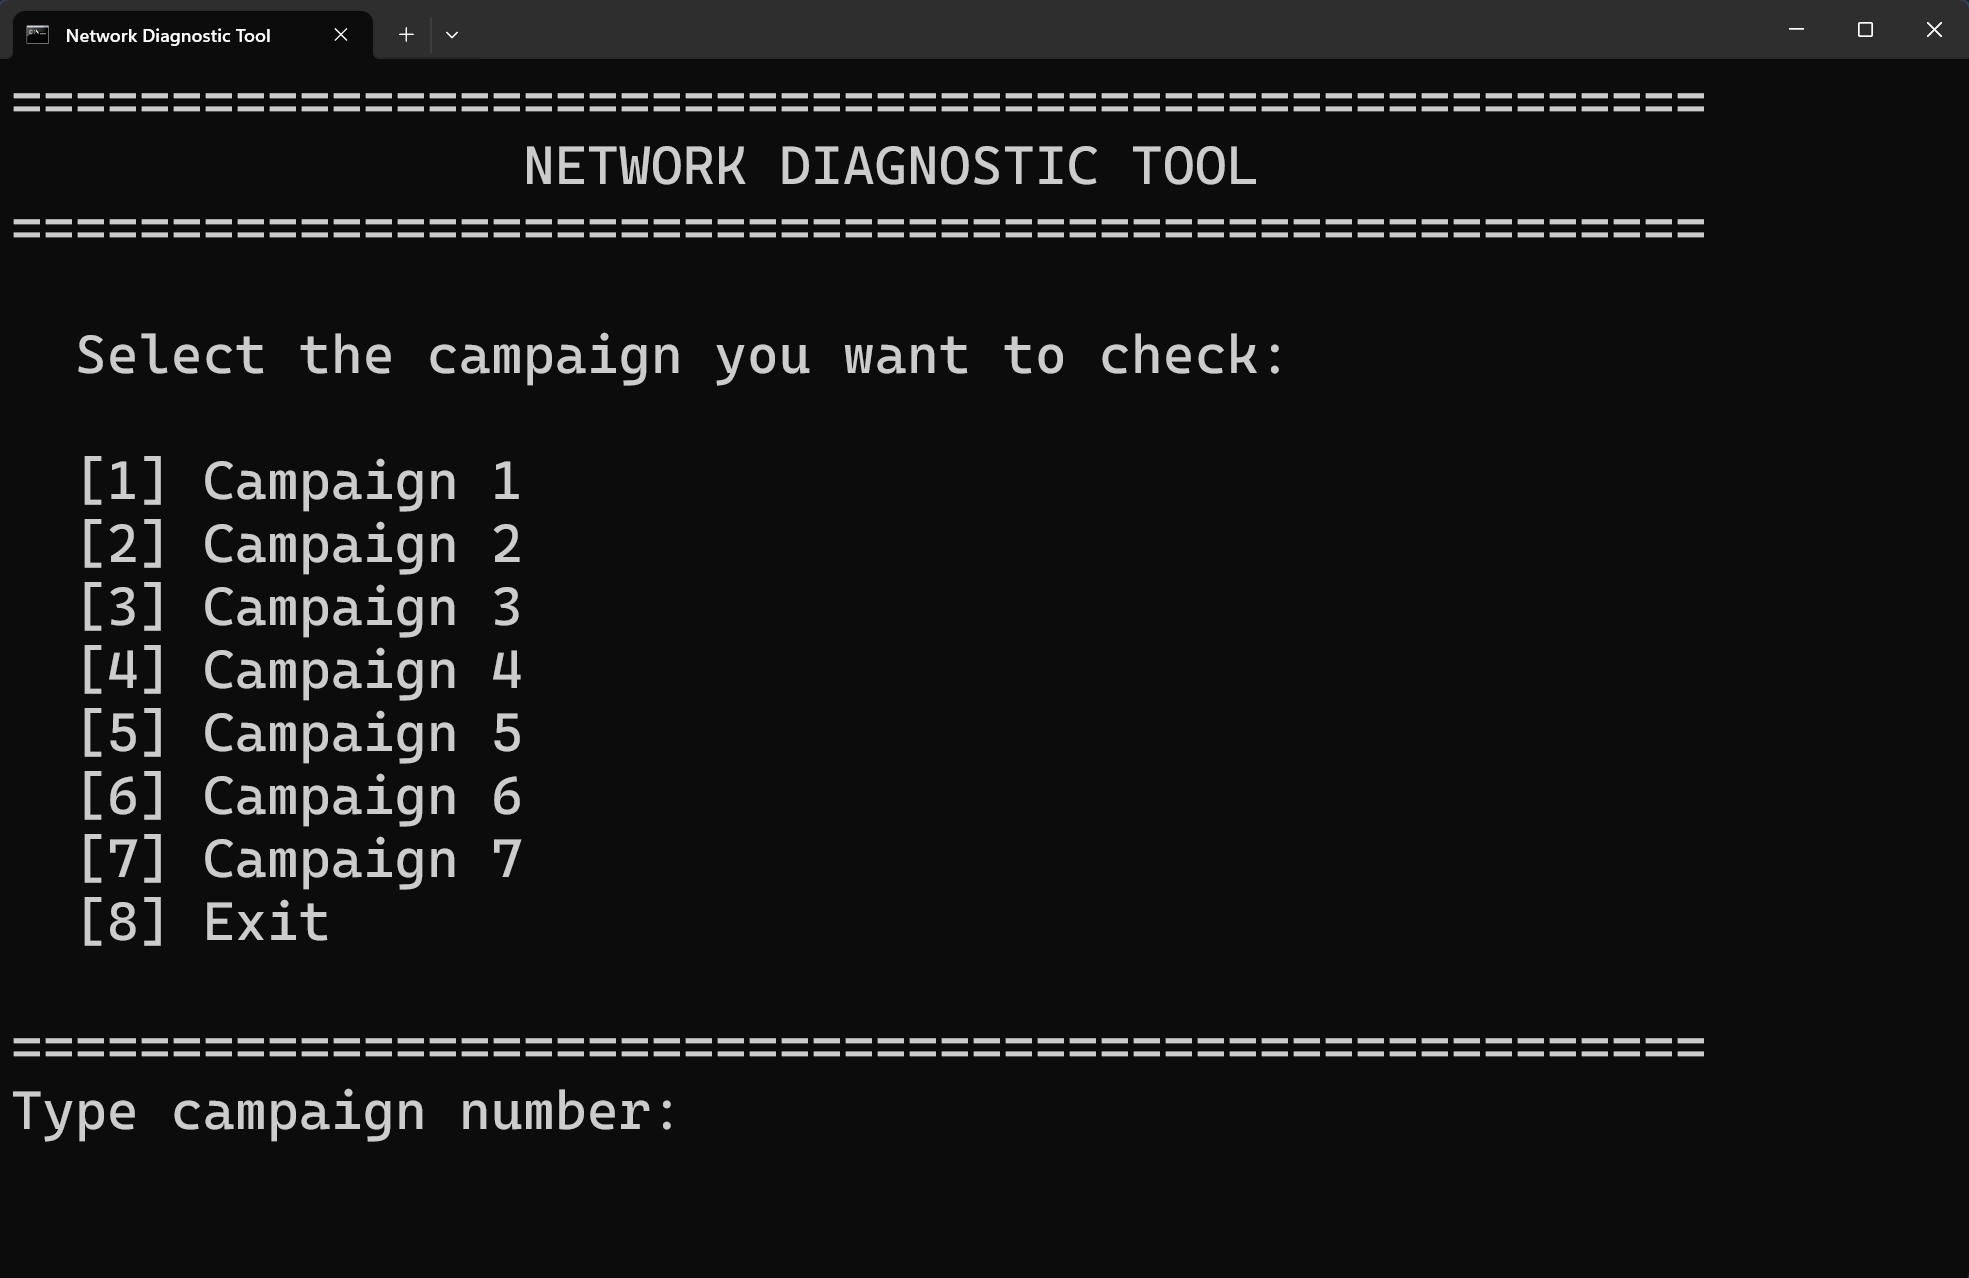 Network Diagnostic Tool
=====================================================
NETWORK DIAGNOSTIC TOOL
=====================================================
Select the campaign you want to check:
[1] Campaign 1
[2] Campaign 2
[3] Campaign 3
[4] Campaign 4
[5] Campaign 5
[6] Campaign 6
[7] Campaign 7
[8] Exit
=====================================================
Type campaign number: